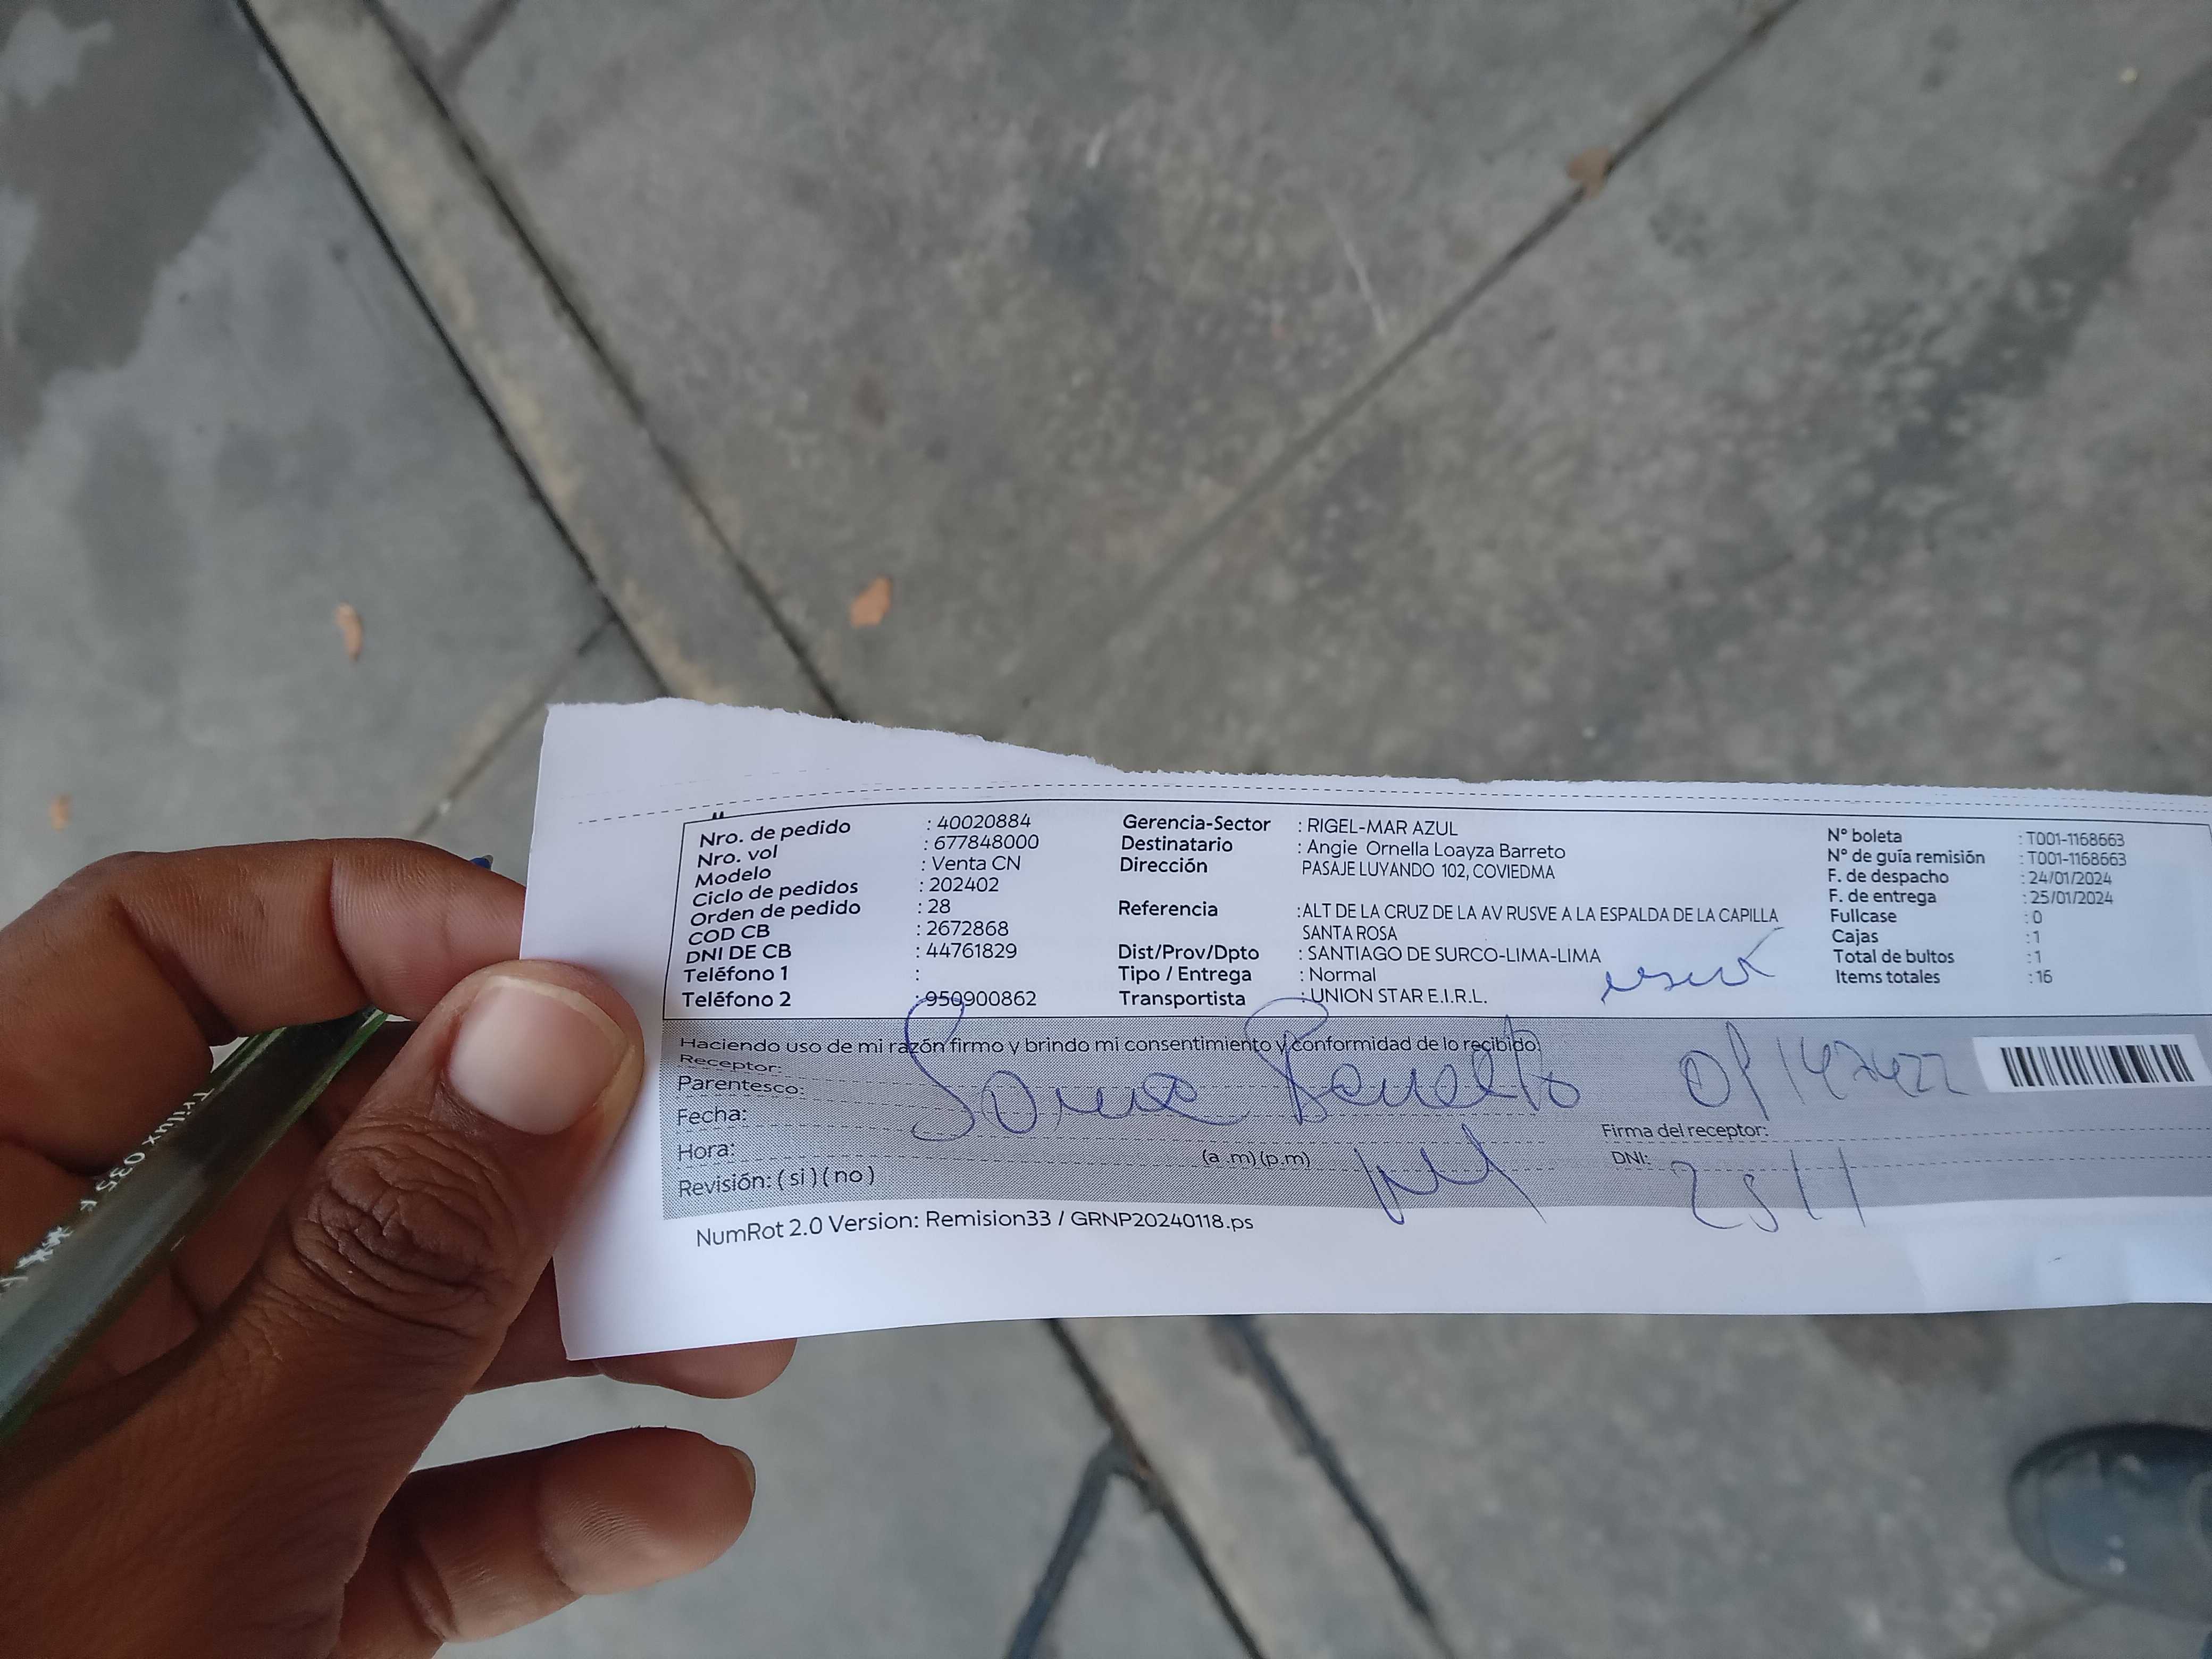 Nro. de pedido : 40020884
Nro. vol : 677848000
Modelo : Venta CN
Ciclo de pedidos : 202402
Orden de pedido : 28
COD CB : 2672868
DNI DE CB : 44761829
Teléfono 1 :
Teléfono 2 : 950900862
Gerencia-Sector : RIGEL-MAR AZUL
Destinatario : Angie Ornella Loayza Barreto
Dirección PASAJE LUYANDO 102, COVIEDMA
Referencia : ALT DE LA CRUZ DE LA AV RUSVE A LA ESPALDA DE LA CAPILLA
SANTA ROSA
Dist/Prov/Dpto : SANTIAGO DE SURCO-LIMA-LIMA
Tipo / Entrega : Normal
Transportista : UNION STAR E.I.R.L.
N° boleta : T001-1168663
N° de guía remisión : T001-1168663
F. de despacho : 24/01/2024
F. de entrega : 25/01/2024
Fullcase : 0
Cajas : 1
Total de bultos : 1
Items totales : 16
Haciendo uso de mi razón firmo y brindo mi consentimiento y conformidad de lo recibido:
Receptor:
Parentesco:
Fecha:
Hora: (a .m) (p.m)
Revisión: ( si ) ( no )
Firma del receptor:
DNI:
NumRot 2.0 Version: Remision33 / GRNP20240118.ps
Trilux 035